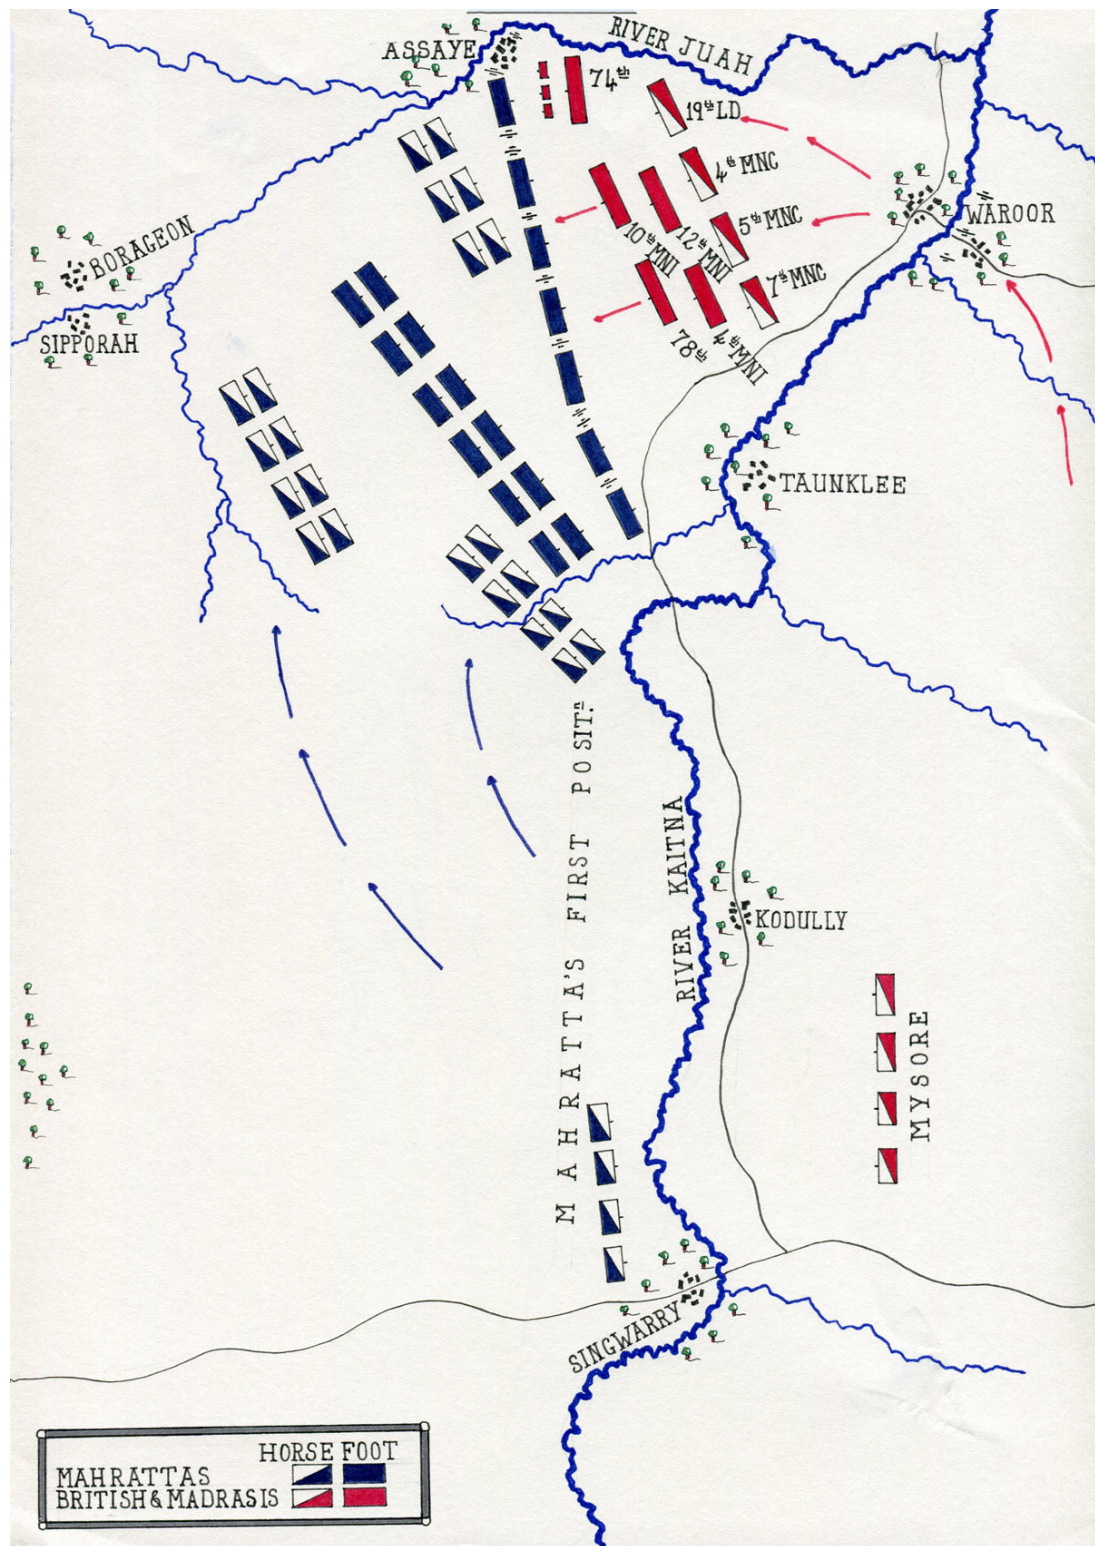 RIVER JUAH
ASSAYE
74th
19th LD
4th MNC
WAROOR
5th MNC
BORAGEON
10th MNI
12th MNI
7th MNC
SIPPORAH
78th
4th MNI
TAUNKLEE
MAHRATTA'S FIRST POSITn.
RIVER KAITNA
KODULLY
MYSORE
SINGWARRY
HORSE FOOT
MAHRATTAS
BRITISH & MADRASIS